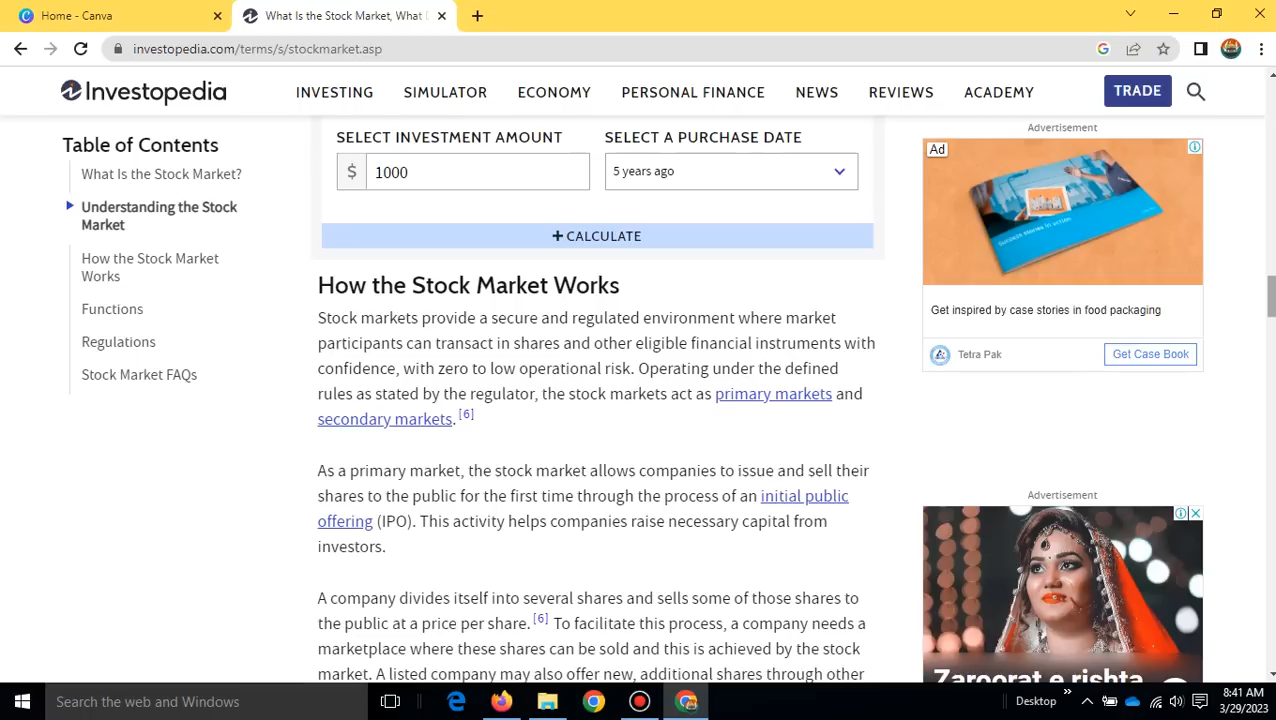 Home - Canva
What Is the Stock Market, What D
investopedia.com/terms/s/stockmarket.asp
Investopedia
INVESTING
SIMULATOR
ECONOMY
PERSONAL FINANCE
NEWS
REVIEWS
ACADEMY
TRADE
Table of Contents
What Is the Stock Market?
Understanding the Stock
Market
How the Stock Market
Works
Functions
Regulations
Stock Market FAQs
SELECT INVESTMENT AMOUNT
$ 1000
SELECT A PURCHASE DATE
5 years ago
+ CALCULATE
How the Stock Market Works
Stock markets provide a secure and regulated environment where market
participants can transact in shares and other eligible financial instruments with
confidence, with zero to low operational risk. Operating under the defined
rules as stated by the regulator, the stock markets act as primary markets and
secondary markets. [6]
As a primary market, the stock market allows companies to issue and sell their
shares to the public for the first time through the process of an initial public
offering (IPO). This activity helps companies raise necessary capital from
investors.
A company divides itself into several shares and sells some of those shares to
the public at a price per share. [6] To facilitate this process, a company needs a
marketplace where these shares can be sold and this is achieved by the stock
market. A listed company may also offer new, additional shares through other
Advertisement
Ad
Get inspired by case stories in food packaging
Tetra Pak
Get Case Book
Advertisement
Zaroorat e rishta
Search the web and Windows
Desktop
8:41 AM
3/29/2023